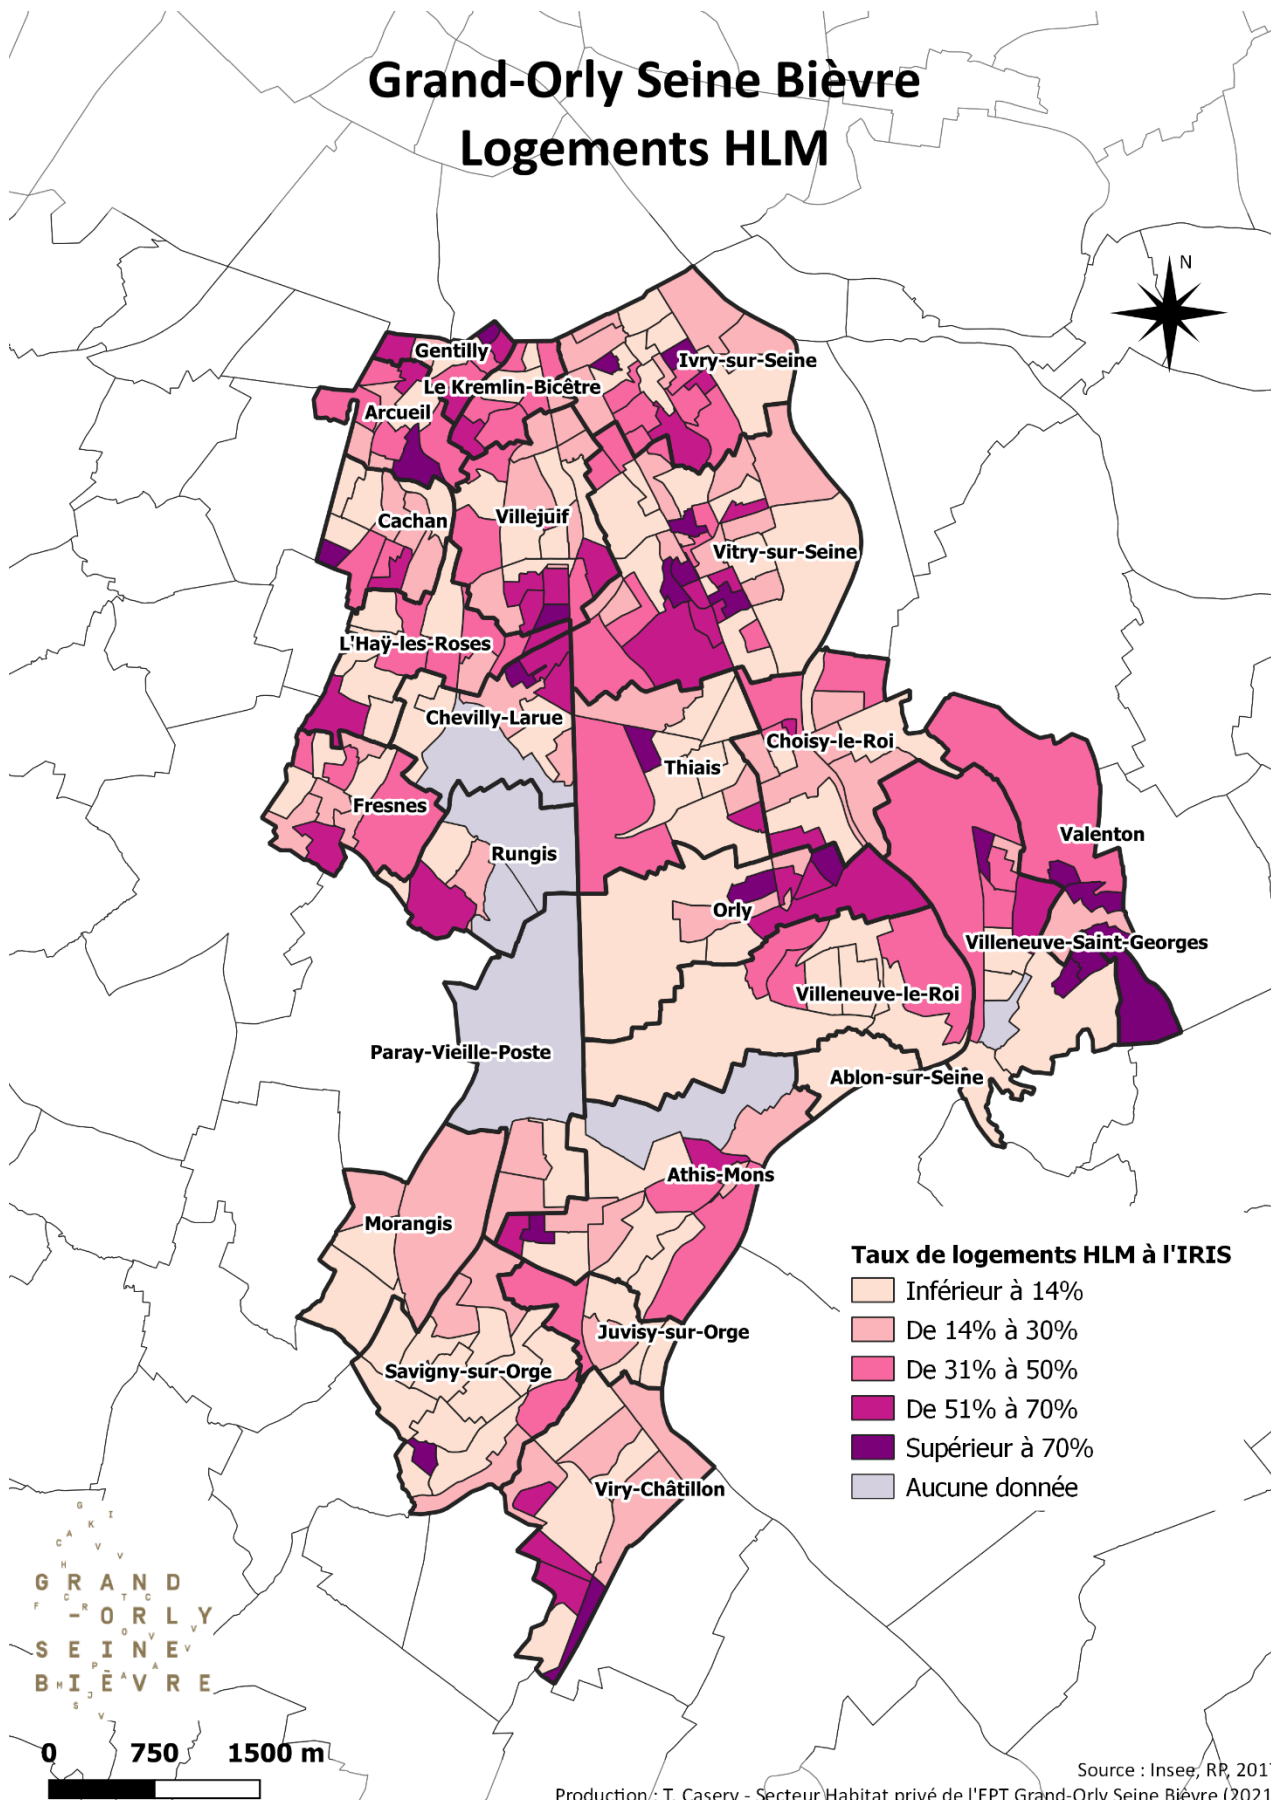 Grand-Orly Seine Bièvre
Logements HLM
N
Gentilly
Ivry-sur-Seine
Le Kremlin-Bicêtre
Arcueil
Villejuif
Cachan
Vitry-sur-Seine
L'Haÿ-les-Roses
Chevilly-Larue
Choisy-le-Roi
Thiais
Fresnes
Valenton
Rungis
Orly
Villeneuve-Saint-Georges
Villeneuve-le-Roi
Paray-Vieille-Poste
Ablon-sur-Seine
Athis-Mons
Morangis
Juvisy-sur-Orge
Savigny-sur-Orge
Viry-Châtillon
Taux de logements HLM à l'IRIS
Inférieur à 14%
De 14% à 30%
De 31% à 50%
De 51% à 70%
Supérieur à 70%
Aucune donnée
GRAND
-ORLY
SEINE
BIÈVRE
0 750 1500 m
Source : Insee, RP, 2017
Production : T. Casery - Secteur Habitat privé de l'EPT Grand-Orly Seine Bièvre (2021